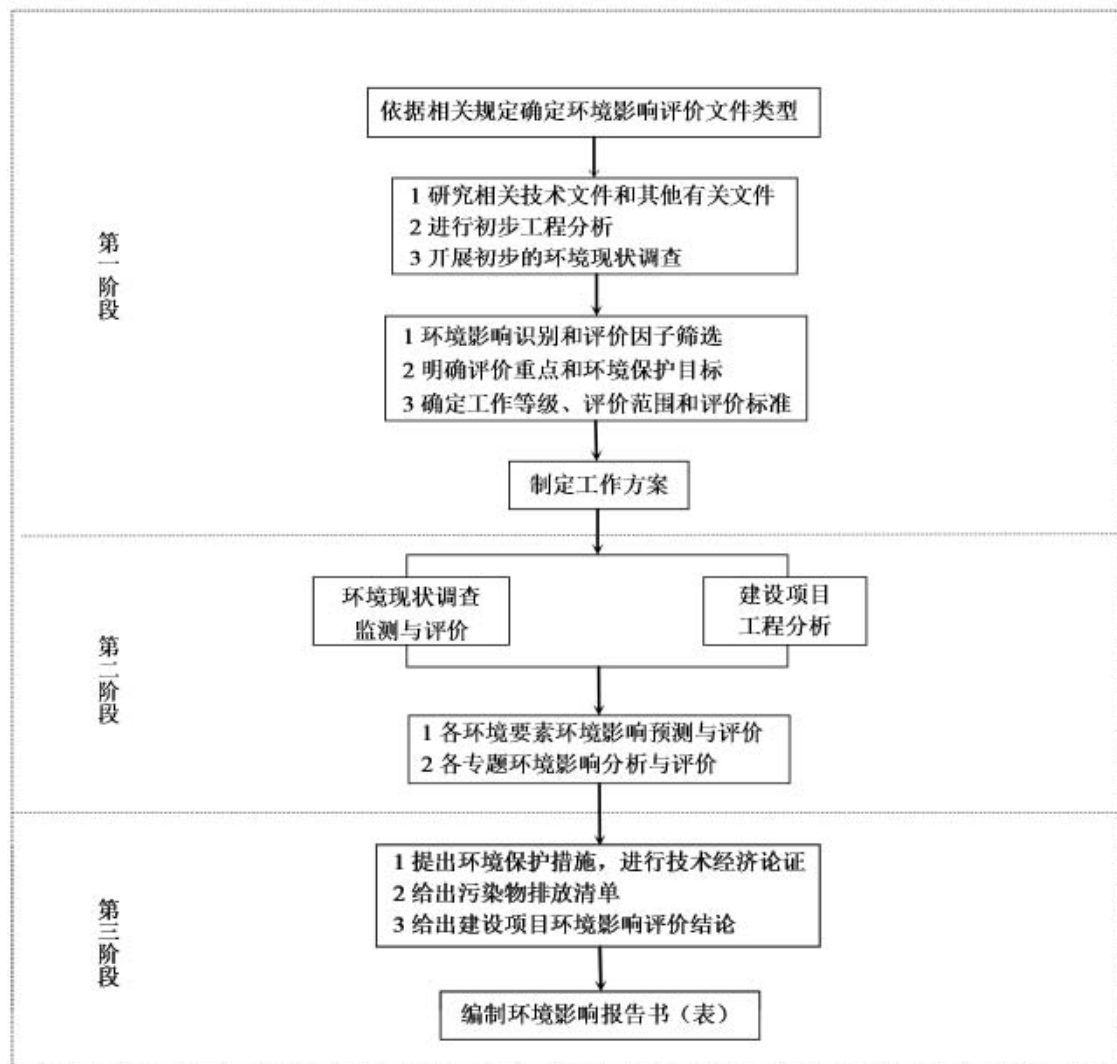 依据相关规定确定环境影响评价文件类型
1 研究相关技术文件和其他有关文件
2 进行初步工程分析
3 开展初步的环境现状调查
第一阶段
1 环境影响识别和评价因子筛选
2 明确评价重点和环境保护目标
3 确定工作等级、评价范围和评价标准
制定工作方案
第二阶段
环境现状调查
监测与评价
建设项目
工程分析
1 各环境要素环境影响预测与评价
2 各专题环境影响分析与评价
第三阶段
1 提出环境保护措施，进行技术经济论证
2 给出污染物排放清单
3 给出建设项目环境影响评价结论
编制环境影响报告书（表）